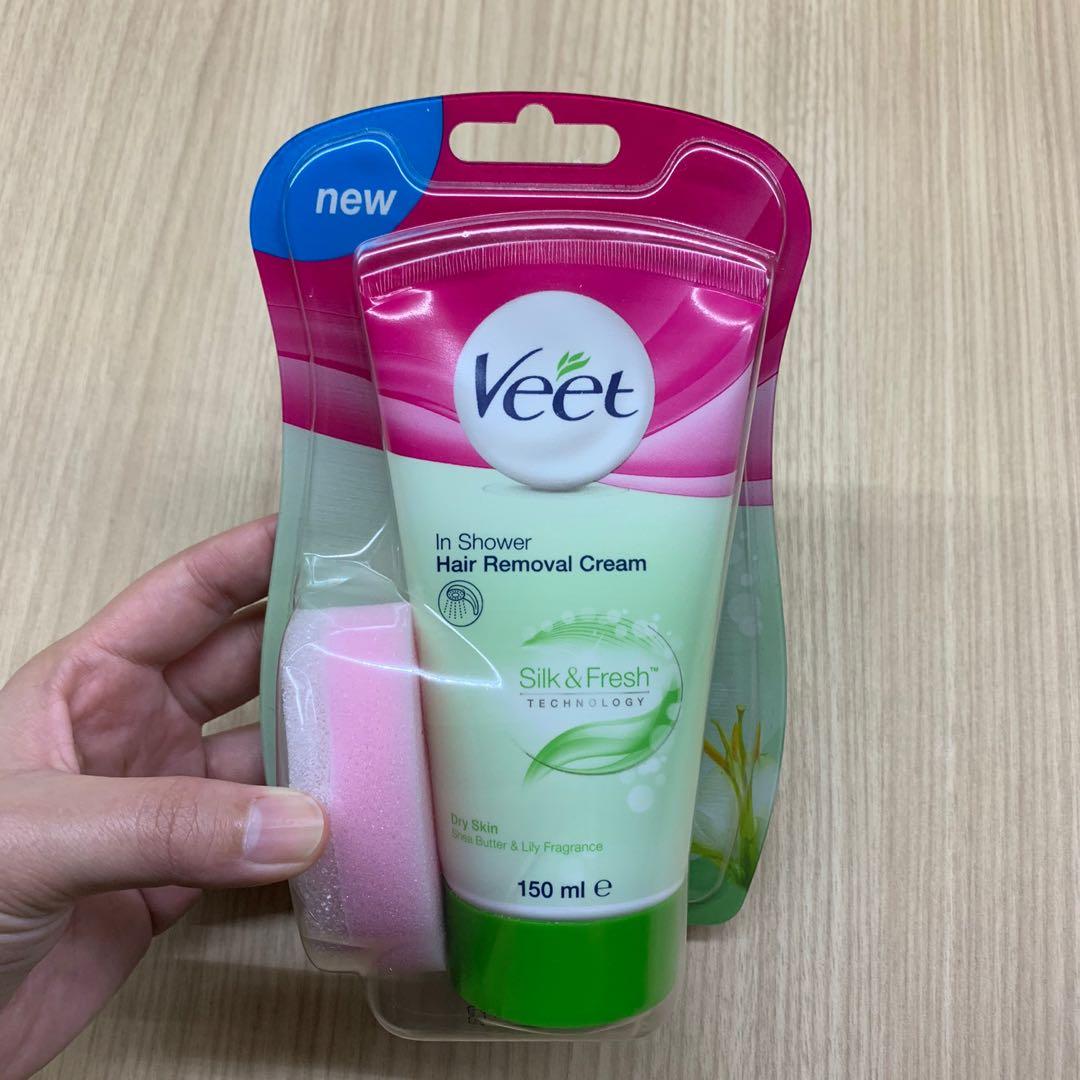 new
Veet
In Shower
Hair Removal Cream
Silk & Fresh™
TECHNOLOGY
Dry Skin
Shea Butter & Lily Fragrance
150 ml ℮